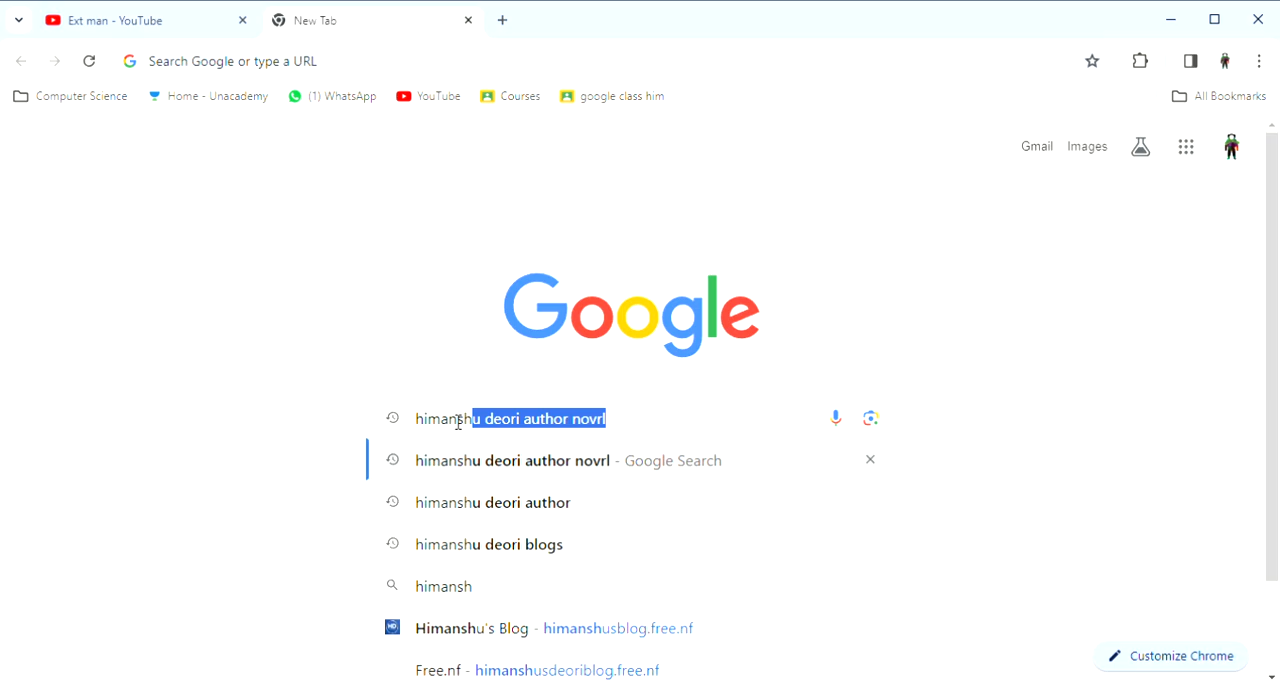 Ext man - YouTube
New Tab
Search Google or type a URL
Computer Science
Home - Unacademy
(1) WhatsApp
YouTube
Courses
google class him
All Bookmarks
Gmail
Images
Google
himanshu deori author novrl
himanshu deori author novrl - Google Search
himanshu deori author
himanshu deori blogs
himansh
HD
Himanshu's Blog - himanshusblog.free.nf
Free.nf - himanshusdeoriblog.free.nf
Customize Chrome